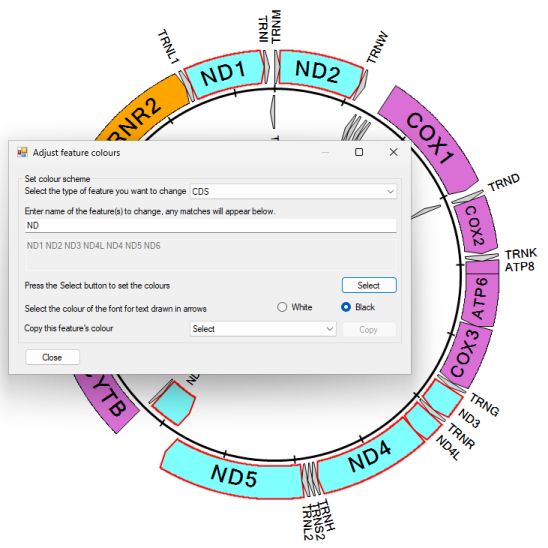 TRNL1
ND1
TRNI
TRNM
ND2
TRNW
RNR2
COX1
TRND
COX2
TRNK
ATP8
ATP6
COX3
TRNG
ND3
TRNR
ND4L
ND4
TRNH
TRNS2
TRNL2
ND5
YTB
Adjust feature colours
Set colour scheme
Select the type of feature you want to change CDS
Enter name of the feature(s) to change, any matches will appear below.
ND
ND1 ND2 ND3 ND4L ND4 ND5 ND6
Press the Select button to set the colours Select
Select the colour of the font for text drawn in arrows White Black
Copy this feature's colour Select Copy
Close